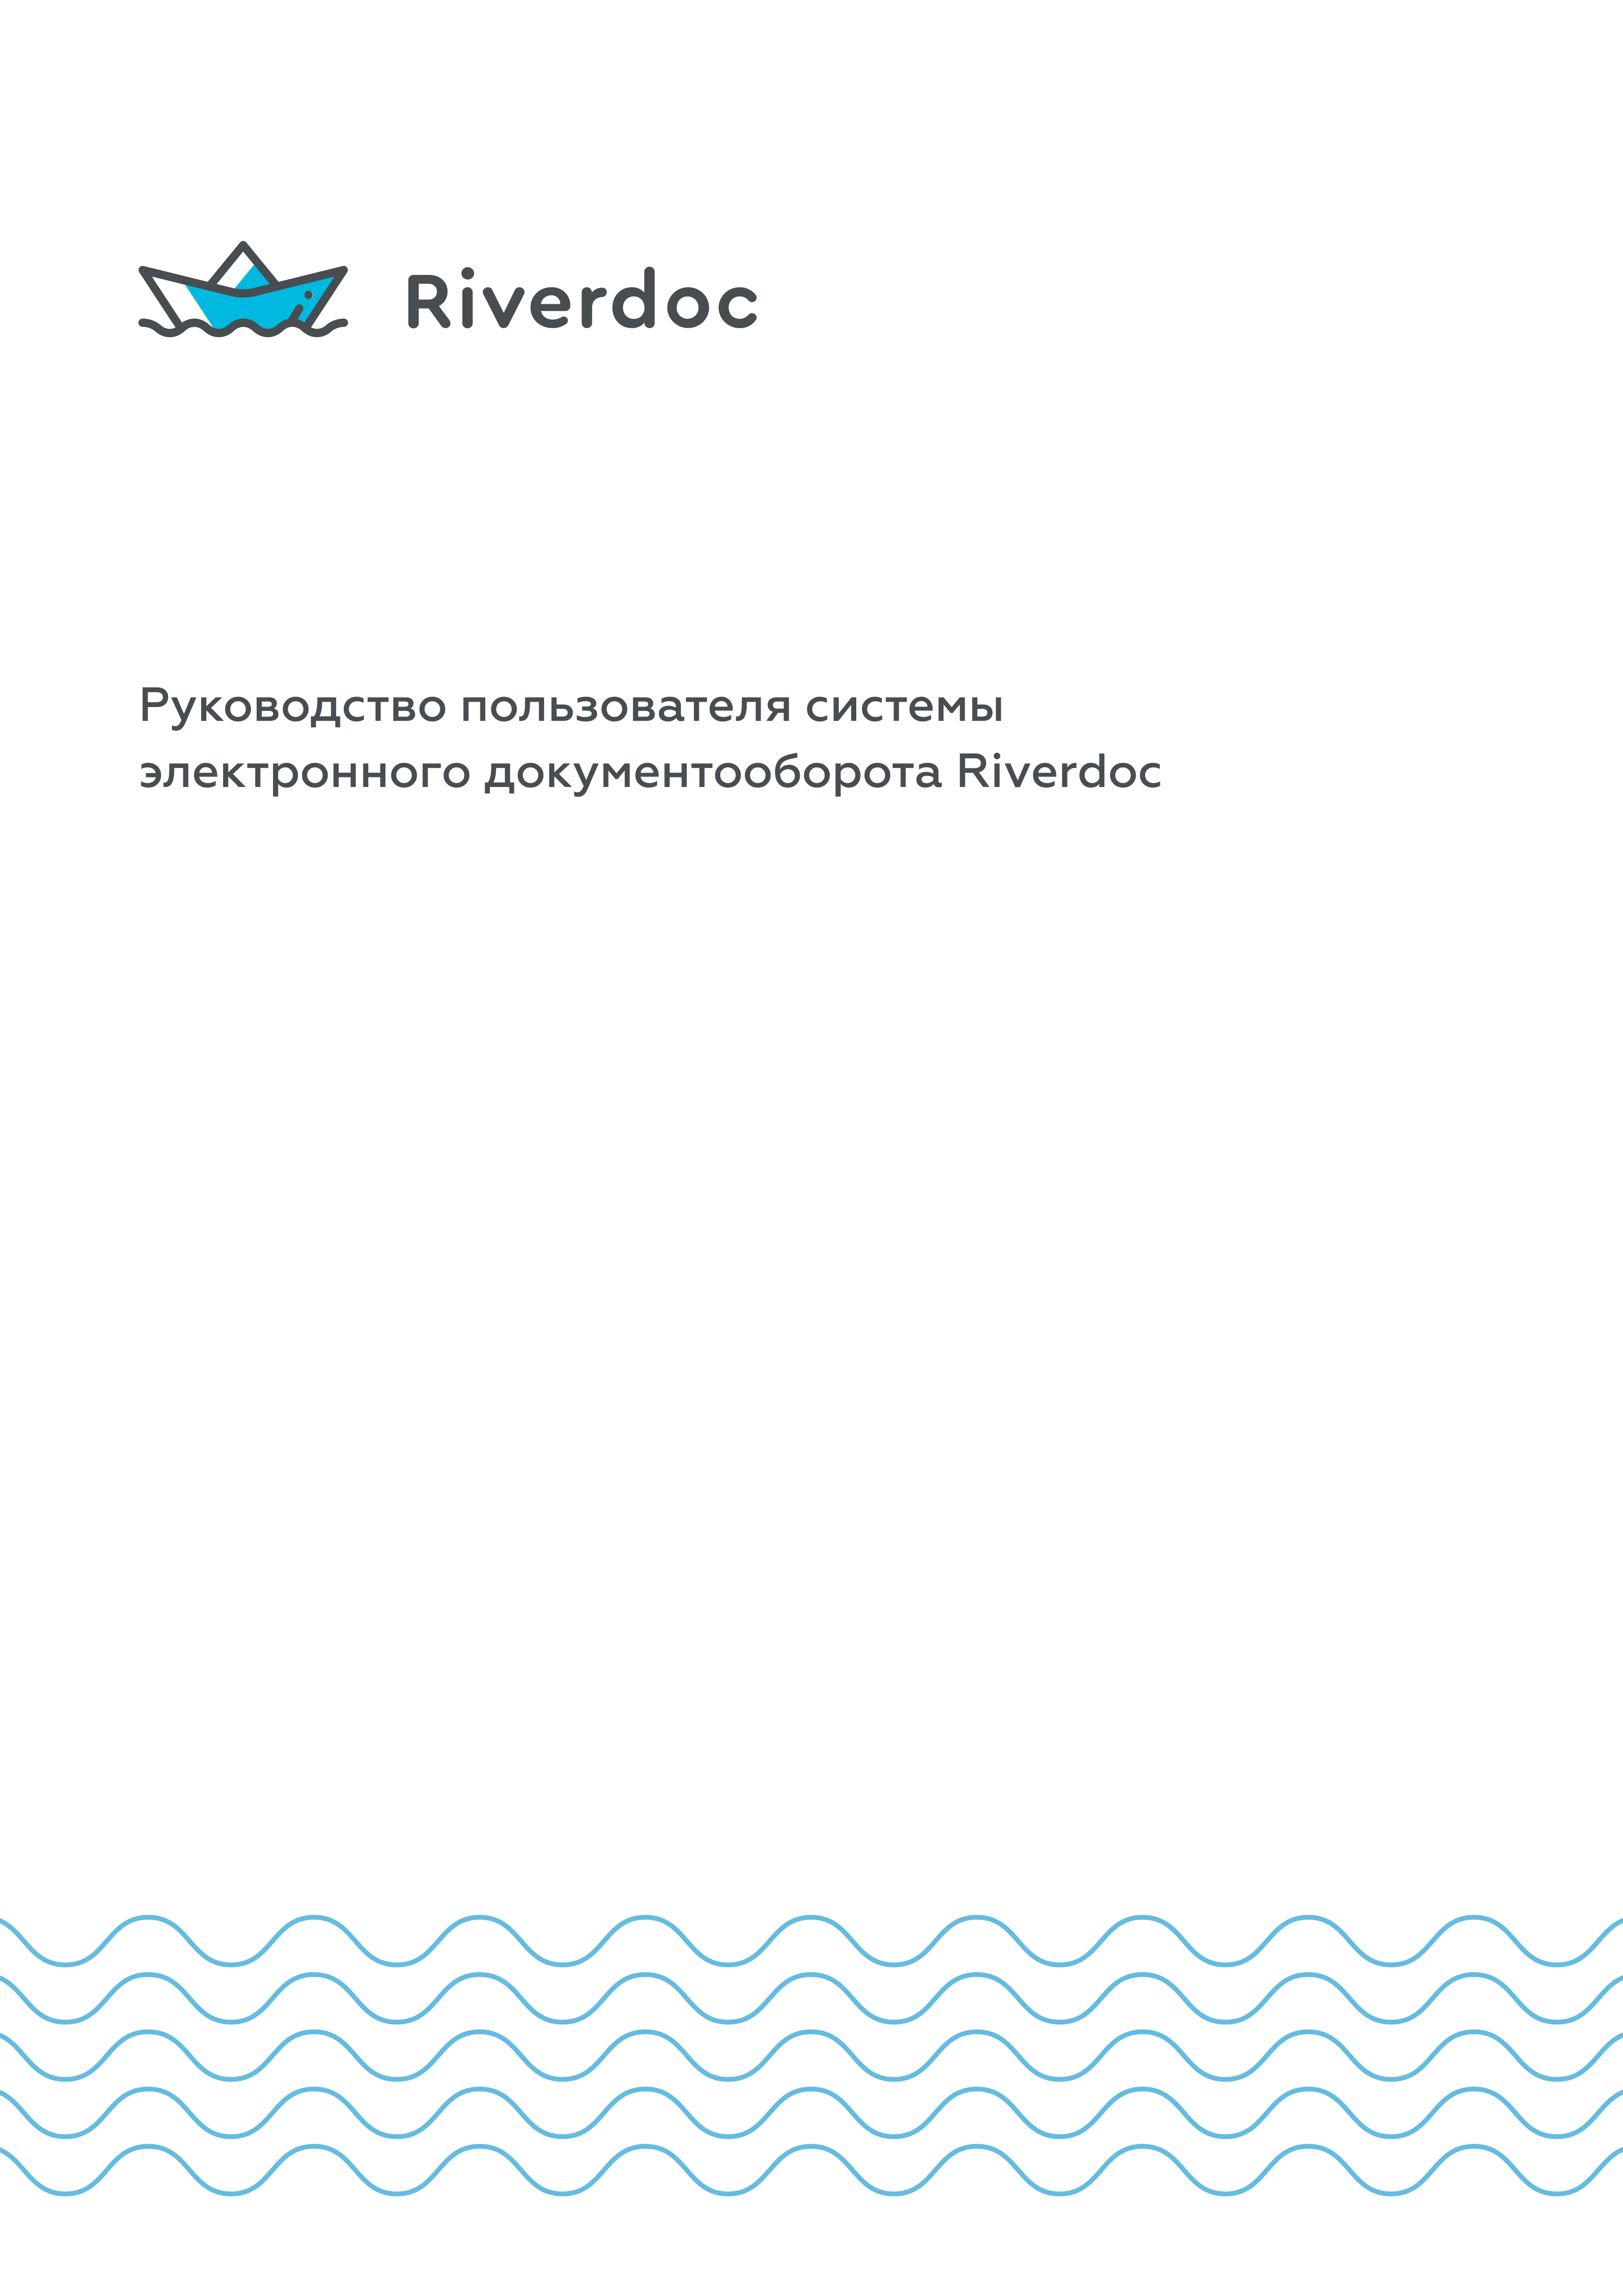 Riverdoc
Руководство пользователя системы
электронного документооборота Riverdoc